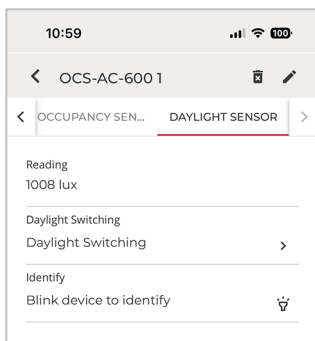 10:59
100
OCS-AC-600 1
OCCUPANCY SEN... DAYLIGHT SENSOR
Reading
1008 lux
Daylight Switching
Daylight Switching
Identify
Blink device to identify